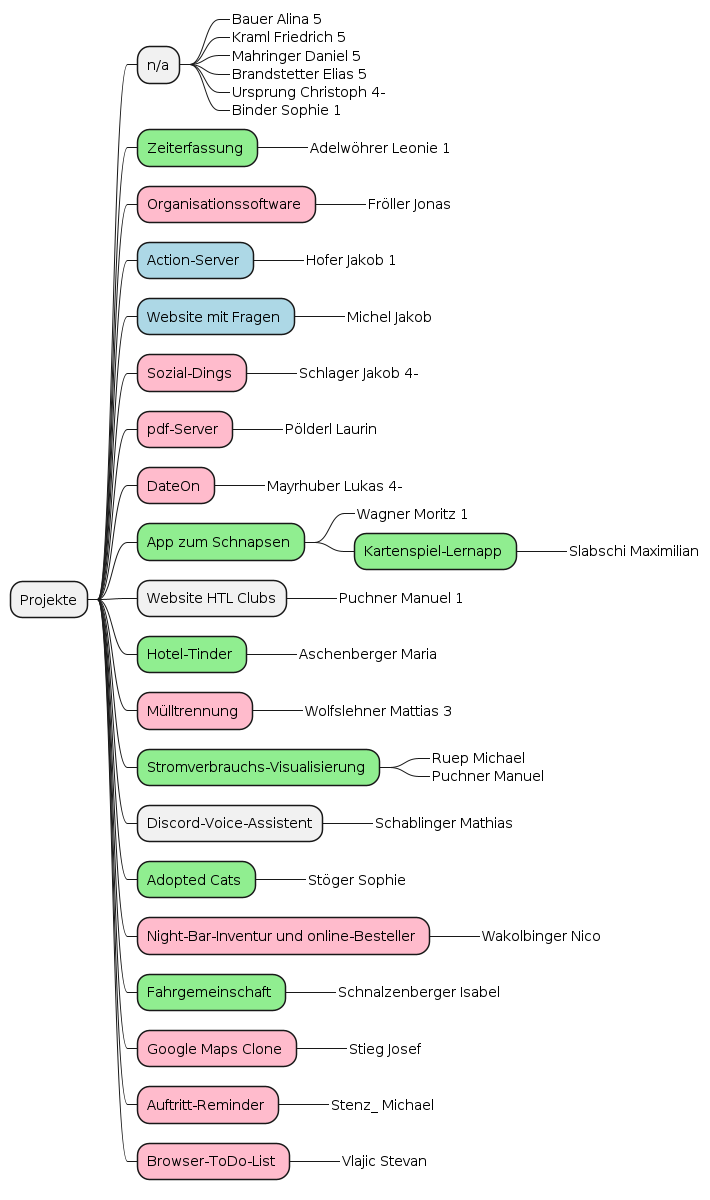 Projekte
n/a
Bauer Alina 5
Kraml Friedrich 5
Mahringer Daniel 5
Brandstetter Elias 5
Ursprung Christoph 4-
Binder Sophie 1
Zeiterfassung
Adelwöhrer Leonie 1
Organisationssoftware
Fröller Jonas
Action-Server
Hofer Jakob 1
Website mit Fragen
Michel Jakob
Sozial-Dings
Schlager Jakob 4-
pdf-Server
Pölderl Laurin
DateOn
Mayrhuber Lukas 4-
App zum Schnapsen
Wagner Moritz 1
Kartenspiel-Lernapp
Slabschi Maximilian
Website HTL Clubs
Puchner Manuel 1
Hotel-Tinder
Aschenberger Maria
Mülltrennung
Wolfslehner Mattias 3
Stromverbrauchs-Visualisierung
Ruep Michael
Puchner Manuel
Discord-Voice-Assistent
Schablinger Mathias
Adopted Cats
Stöger Sophie
Night-Bar-Inventur und online-Besteller
Wakolbinger Nico
Fahrgemeinschaft
Schnalzenberger Isabel
Google Maps Clone
Stieg Josef
Auftritt-Reminder
Stenz_ Michael
Browser-ToDo-List
Vlajic Stevan